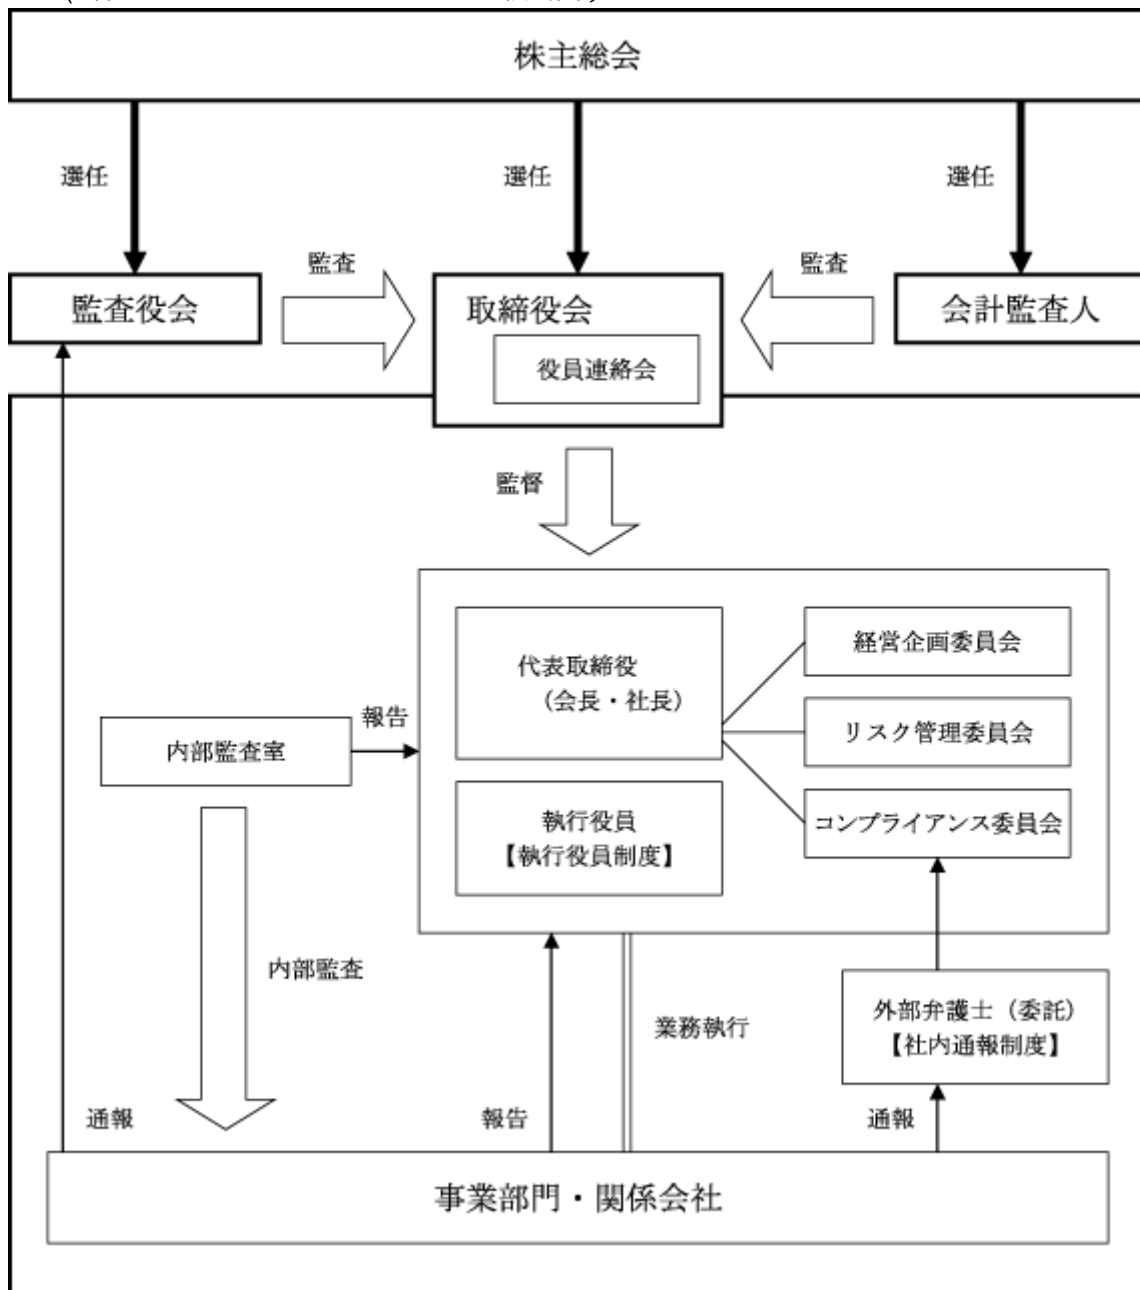 株主総会
選任
選任
選任
監査
監査
監査役会
取締役会
会計監査人
役員連絡会
監督
代表取締役
（会長・社長）
経営企画委員会
リスク管理委員会
コンプライアンス委員会
報告
内部監査室
執行役員
【執行役員制度】
内部監査
業務執行
外部弁護士（委託）
【社内通報制度】
通報
報告
通報
事業部門・関係会社